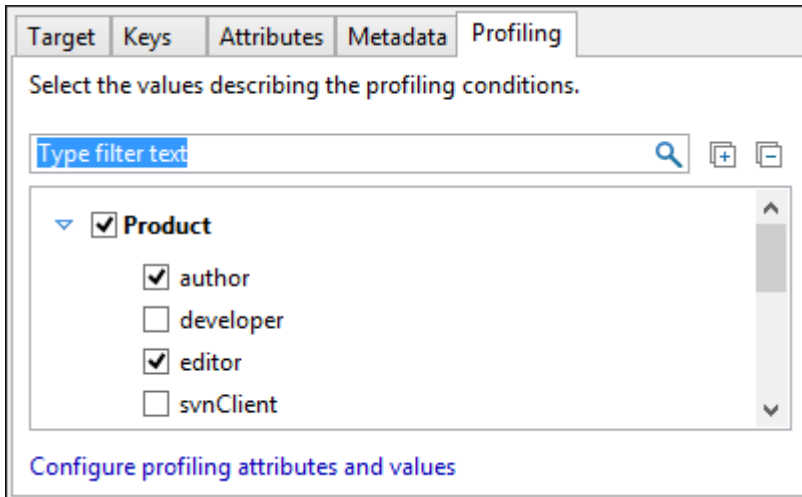 Target Keys Attributes Metadata Profiling
Select the values describing the profiling conditions.
Type filter text
Product
author
developer
editor
svnClient
Configure profiling attributes and values